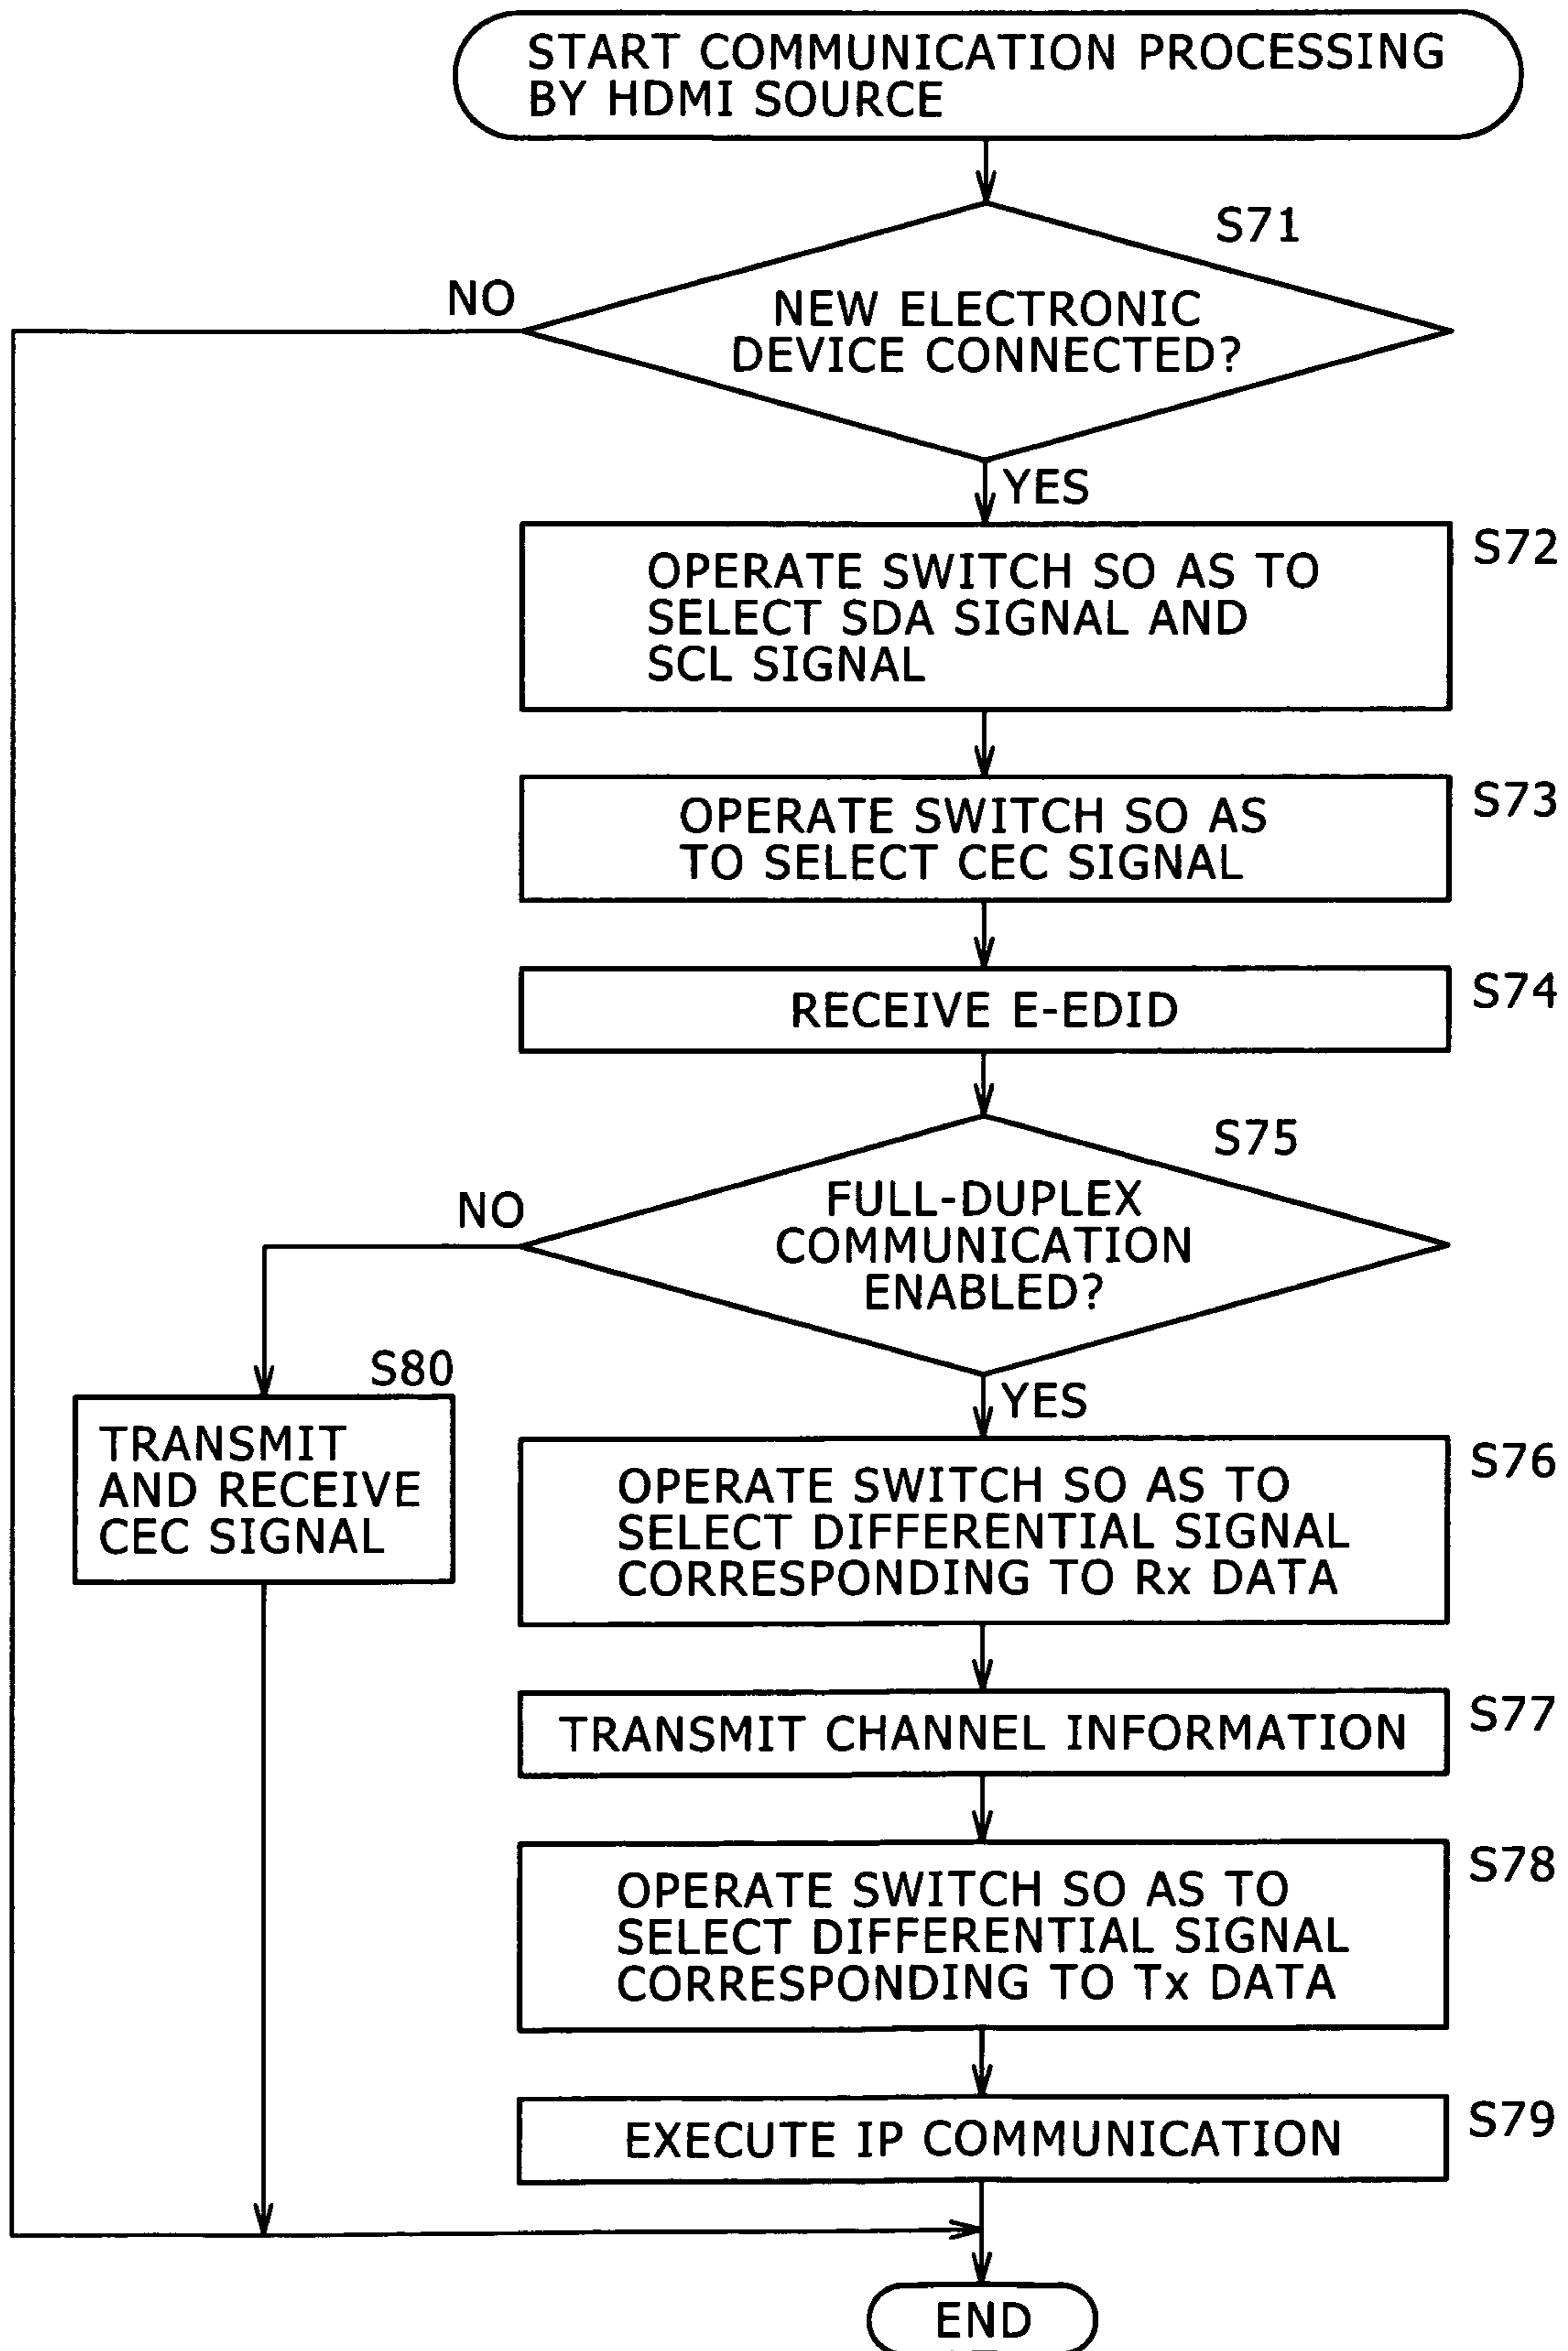 START COMMUNICATION PROCESSING
BY HDMI SOURCE
S71
NO
NEW ELECTRONIC
DEVICE CONNECTED?
YES
S72
OPERATE SWITCH SO AS TO
SELECT SDA SIGNAL AND
SCL SIGNAL
S73
OPERATE SWITCH SO AS
TO SELECT CEC SIGNAL
S74
RECEIVE E-EDID
S75
NO
FULL-DUPLEX
COMMUNICATION
ENABLED?
S80
TRANSMIT
AND RECEIVE
CEC SIGNAL
YES
S76
OPERATE SWITCH SO AS TO
SELECT DIFFERENTIAL SIGNAL
CORRESPONDING TO Rx DATA
S77
TRANSMIT CHANNEL INFORMATION
S78
OPERATE SWITCH SO AS TO
SELECT DIFFERENTIAL SIGNAL
CORRESPONDING TO Tx DATA
S79
EXECUTE IP COMMUNICATION
END